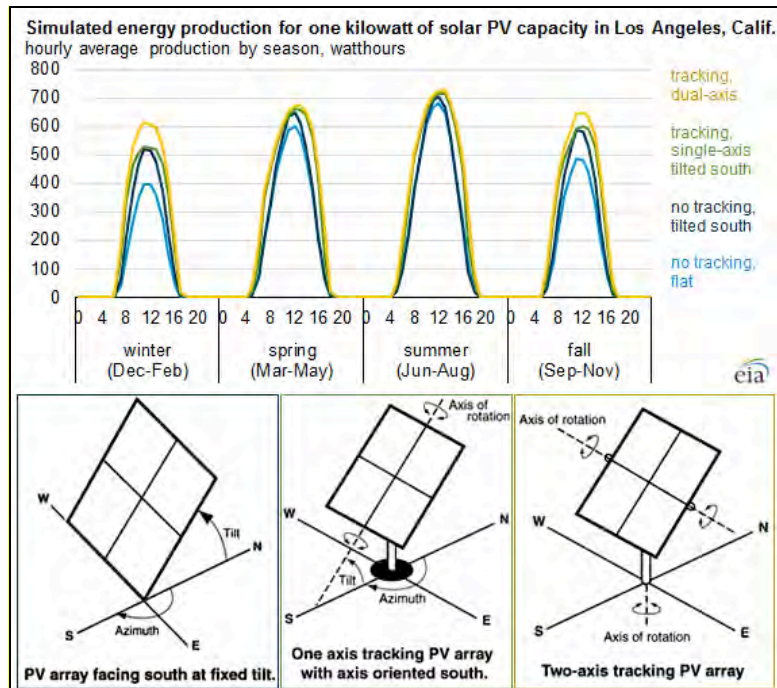 Simulated energy production for one kilowatt of solar PV capacity in Los Angeles, Calif.
hourly average production by season, watthours
800
700
600
500
400
300
200
100
0
tracking,
dual-axis
tracking,
single-axis
tilted south
no tracking,
tilted south
no tracking,
flat
0 4 8 12 16 20 0 4 8 12 16 20 0 4 8 12 16 20 0 4 8 12 16 20
winter
(Dec-Feb)
spring
(Mar-May)
summer
(Jun-Aug)
fall
(Sep-Nov)
eia
W
Tilt
N
S
Azimuth
E
PV array facing south at fixed tilt.
Axis of
rotation
W
N
Tilt
S
Azimuth
E
One axis tracking PV array
with axis oriented south.
Axis of rotation
W
N
S
E
Axis of rotation
Two-axis tracking PV array